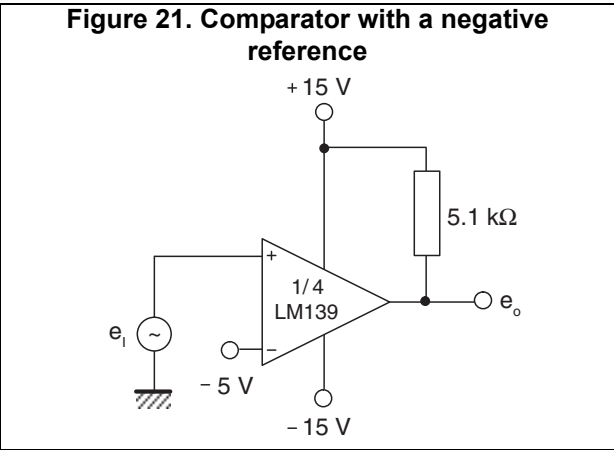 Figure 21. Comparator with a negative
reference
+ 15 V
5.1 kΩ
+
1/ 4
LM139
−
e_o
e_I
~
− 5 V
− 15 V